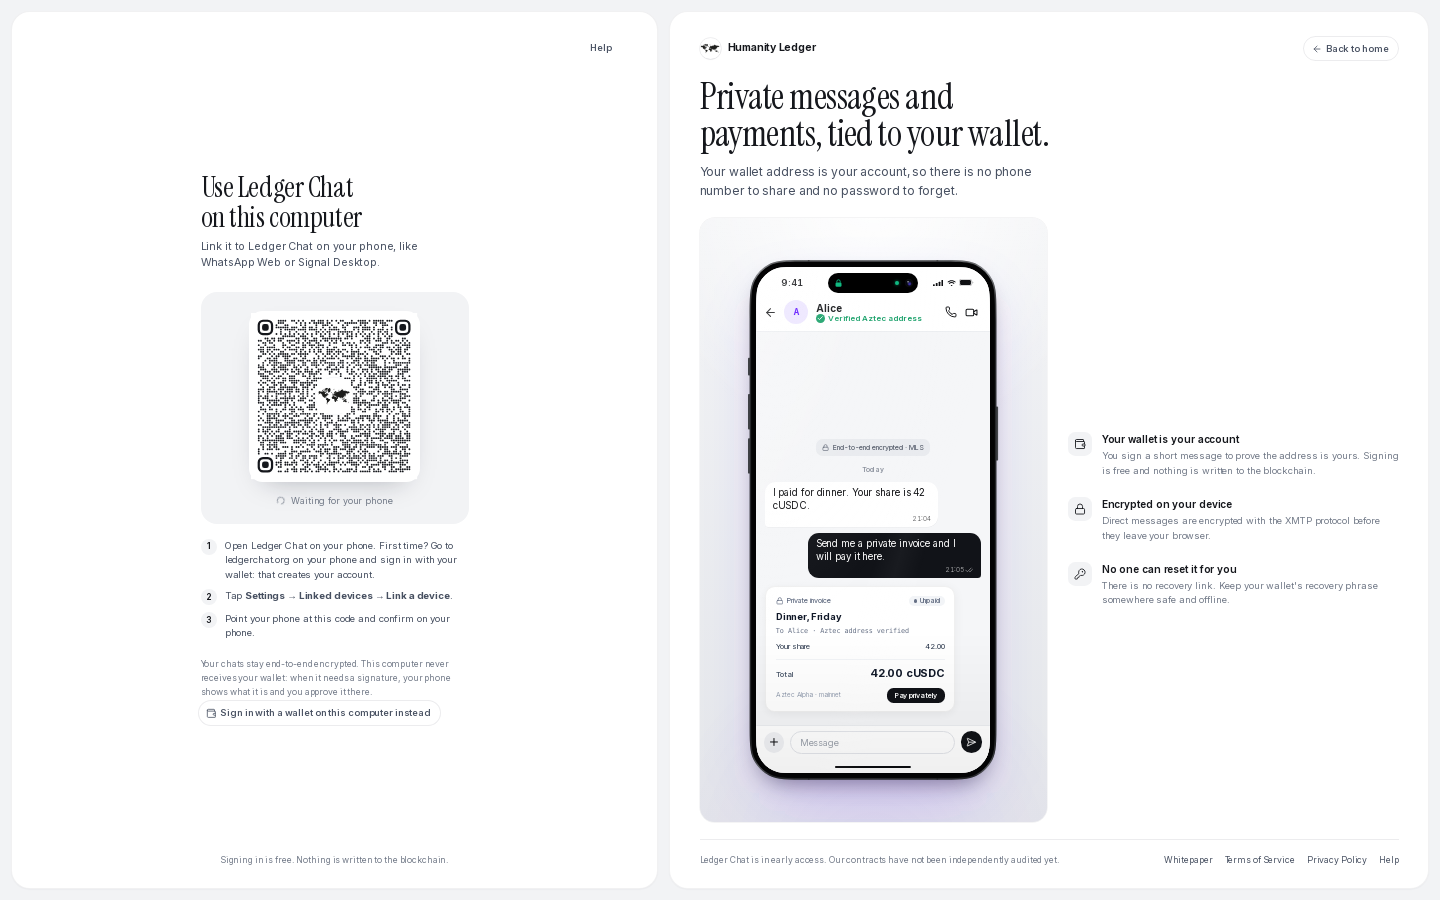 Help
Use Ledger Chat
on this computer
Link it to Ledger Chat on your phone, like
WhatsApp Web or Signal Desktop.
Waiting for your phone
1 Open Ledger Chat on your phone. First time? Go to
ledgerchat.org on your phone and sign in with your
wallet: that creates your account.
2 Tap Settings → Linked devices → Link a device.
3 Point your phone at this code and confirm on your
phone.
Your chats stay end-to-end encrypted. This computer never
receives your wallet: when it needs a signature, your phone
shows what it is and you approve it there.
Sign in with a wallet on this computer instead
Signing in is free. Nothing is written to the blockchain.
Humanity Ledger
← Back to home
Private messages and
payments, tied to your wallet.
Your wallet address is your account, so there is no phone
number to share and no password to forget.
9:41
A
Alice
Verified Aztec address
End-to-end encrypted · MLS
Today
I paid for dinner. Your share is 42
cUSDC.
21:04
Send me a private invoice and I
will pay it here.
21:05
Private invoice
Unpaid
Dinner, Friday
To Alice · Aztec address verified
Your share 42.00
Total 42.00 cUSDC
Aztec Alpha · mainnet
Pay privately
Message
Your wallet is your account
You sign a short message to prove the address is yours. Signing
is free and nothing is written to the blockchain.
Encrypted on your device
Direct messages are encrypted with the XMTP protocol before
they leave your browser.
No one can reset it for you
There is no recovery link. Keep your wallet's recovery phrase
somewhere safe and offline.
Ledger Chat is in early access. Our contracts have not been independently audited yet.
Whitepaper Terms of Service Privacy Policy Help